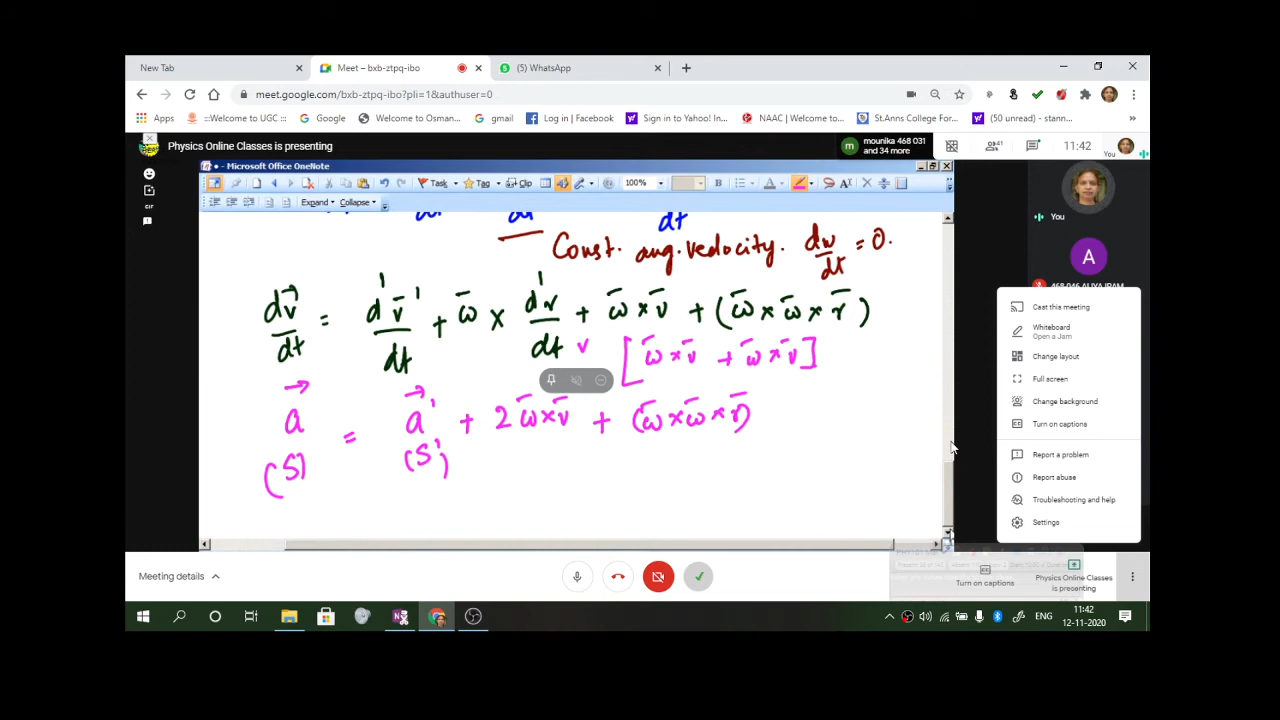 New Tab
Meet – bxb-ztpq-ibo
(5) WhatsApp
meet.google.com/bxb-ztpq-ibo?pli=1&authuser=0
Apps
::Welcome to UGC ::
Google
Welcome to Osman...
gmail
Log in | Facebook
Sign in to Yahoo! In...
NAAC | Welcome t...
St.Anns College For...
(50 unread) - stann...
Physics Online Classes is presenting
m
mounika 468 031
and 34 more
41
11:42
You
GIF
Microsoft Office OneNote
Task
Tag
Clip
100%
B
Expand
Collapse
dt
Const. ang. velocity. dw/dt = 0.
dv⃗/dt = d'v̄'/dt + ω̄ × d'r/dt + ω̄ × v̄ + (ω̄ × ω̄ × r̄)
v [ω̄ × v̄ + ω̄ × v̄]
a⃗ = a⃗' + 2 ω̄ × v̄ + (ω̄ × ω̄ × r̄)
(S) (S')
You
A
Cast this meeting
Whiteboard
Open a Jam
Change layout
Full screen
Change background
Turn on captions
Report a problem
Report abuse
Troubleshooting and help
Settings
Meeting details
Turn on captions
Physics Online Classes
is presenting
ENG
11:42
12-11-2020